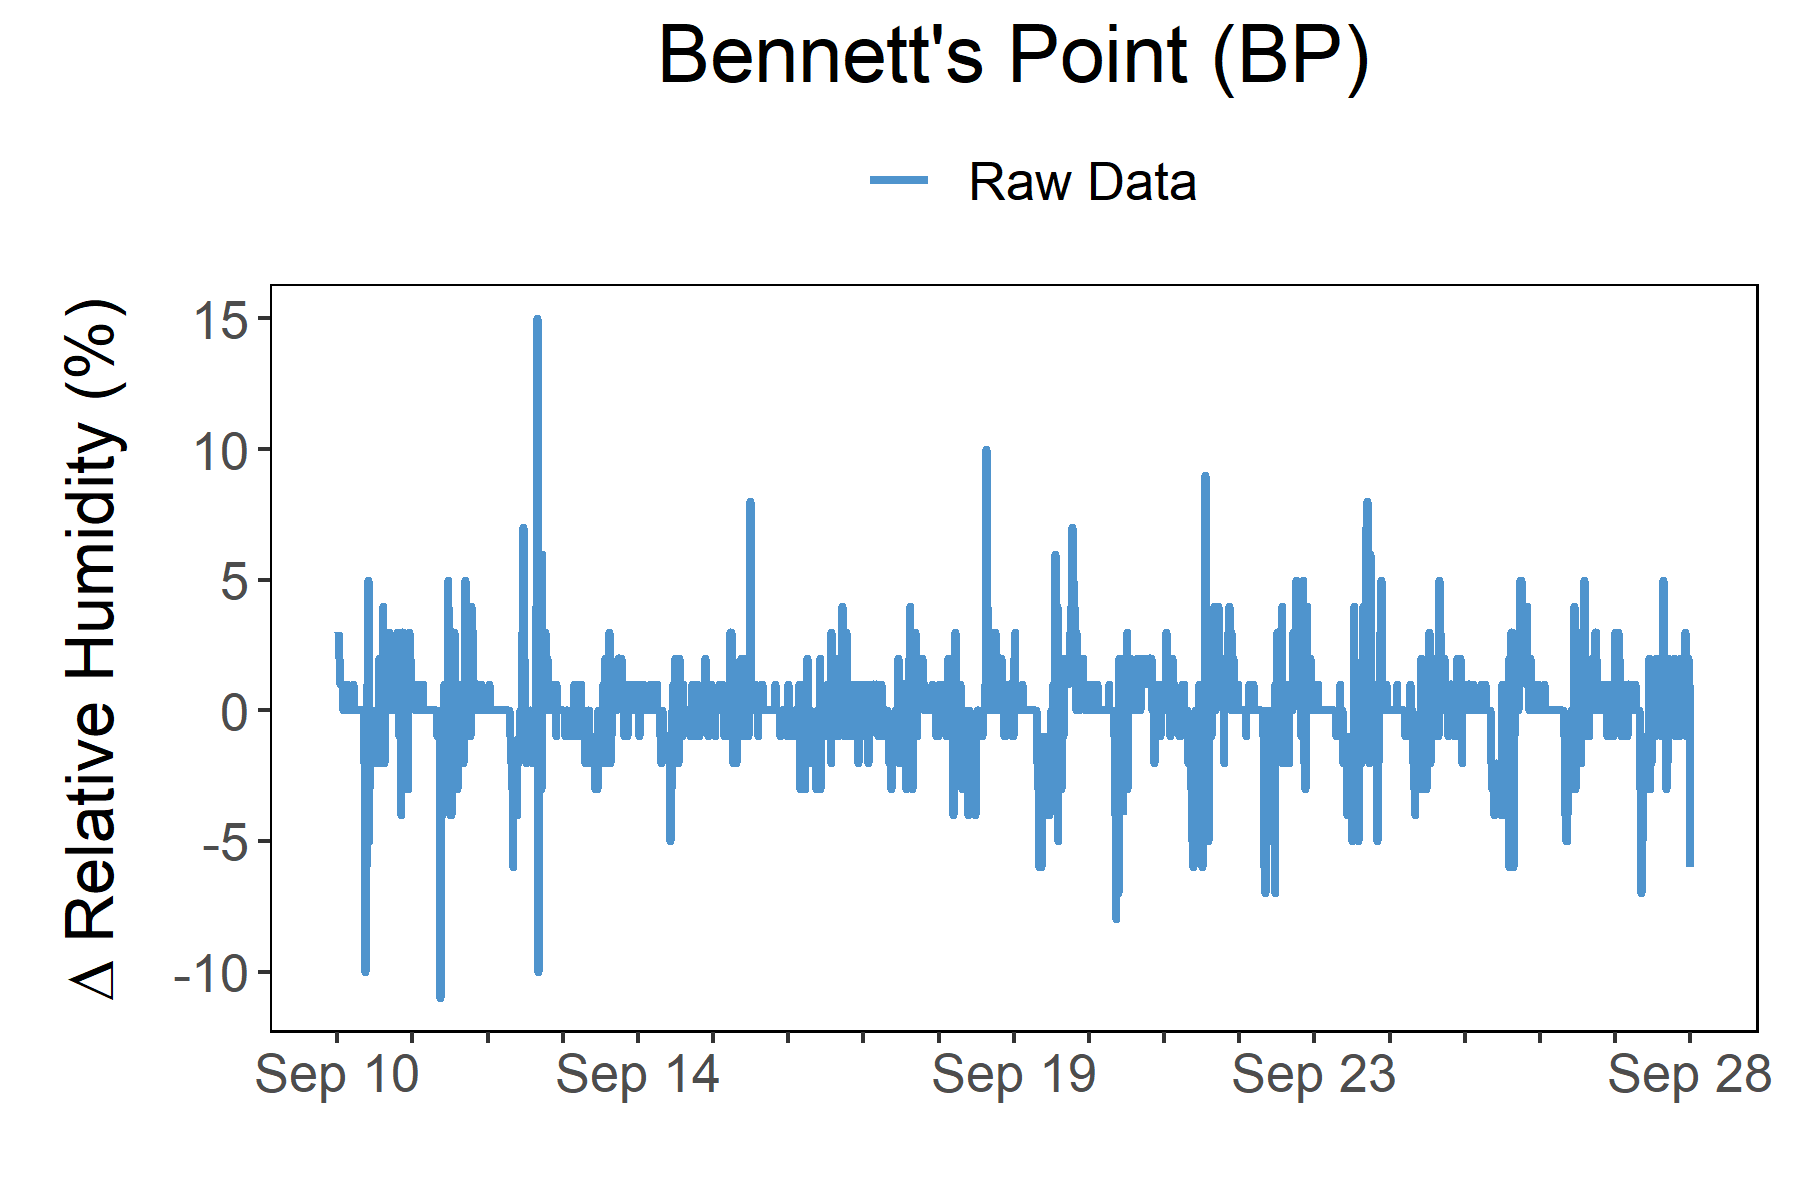 Bennett's Point (BP)
Raw Data
Δ Relative Humidity (%)
15
10
5
0
-5
-10
Sep 10
Sep 14
Sep 19
Sep 23
Sep 28